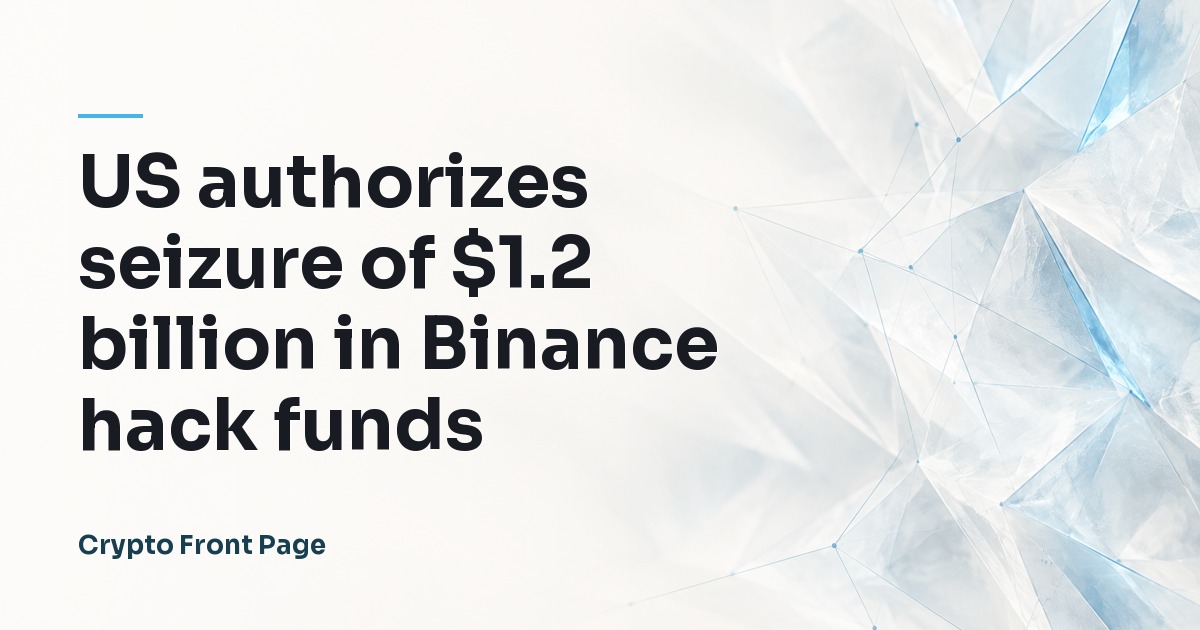 US authorizes
seizure of $1.2
billion in Binance
hack funds
Crypto Front Page